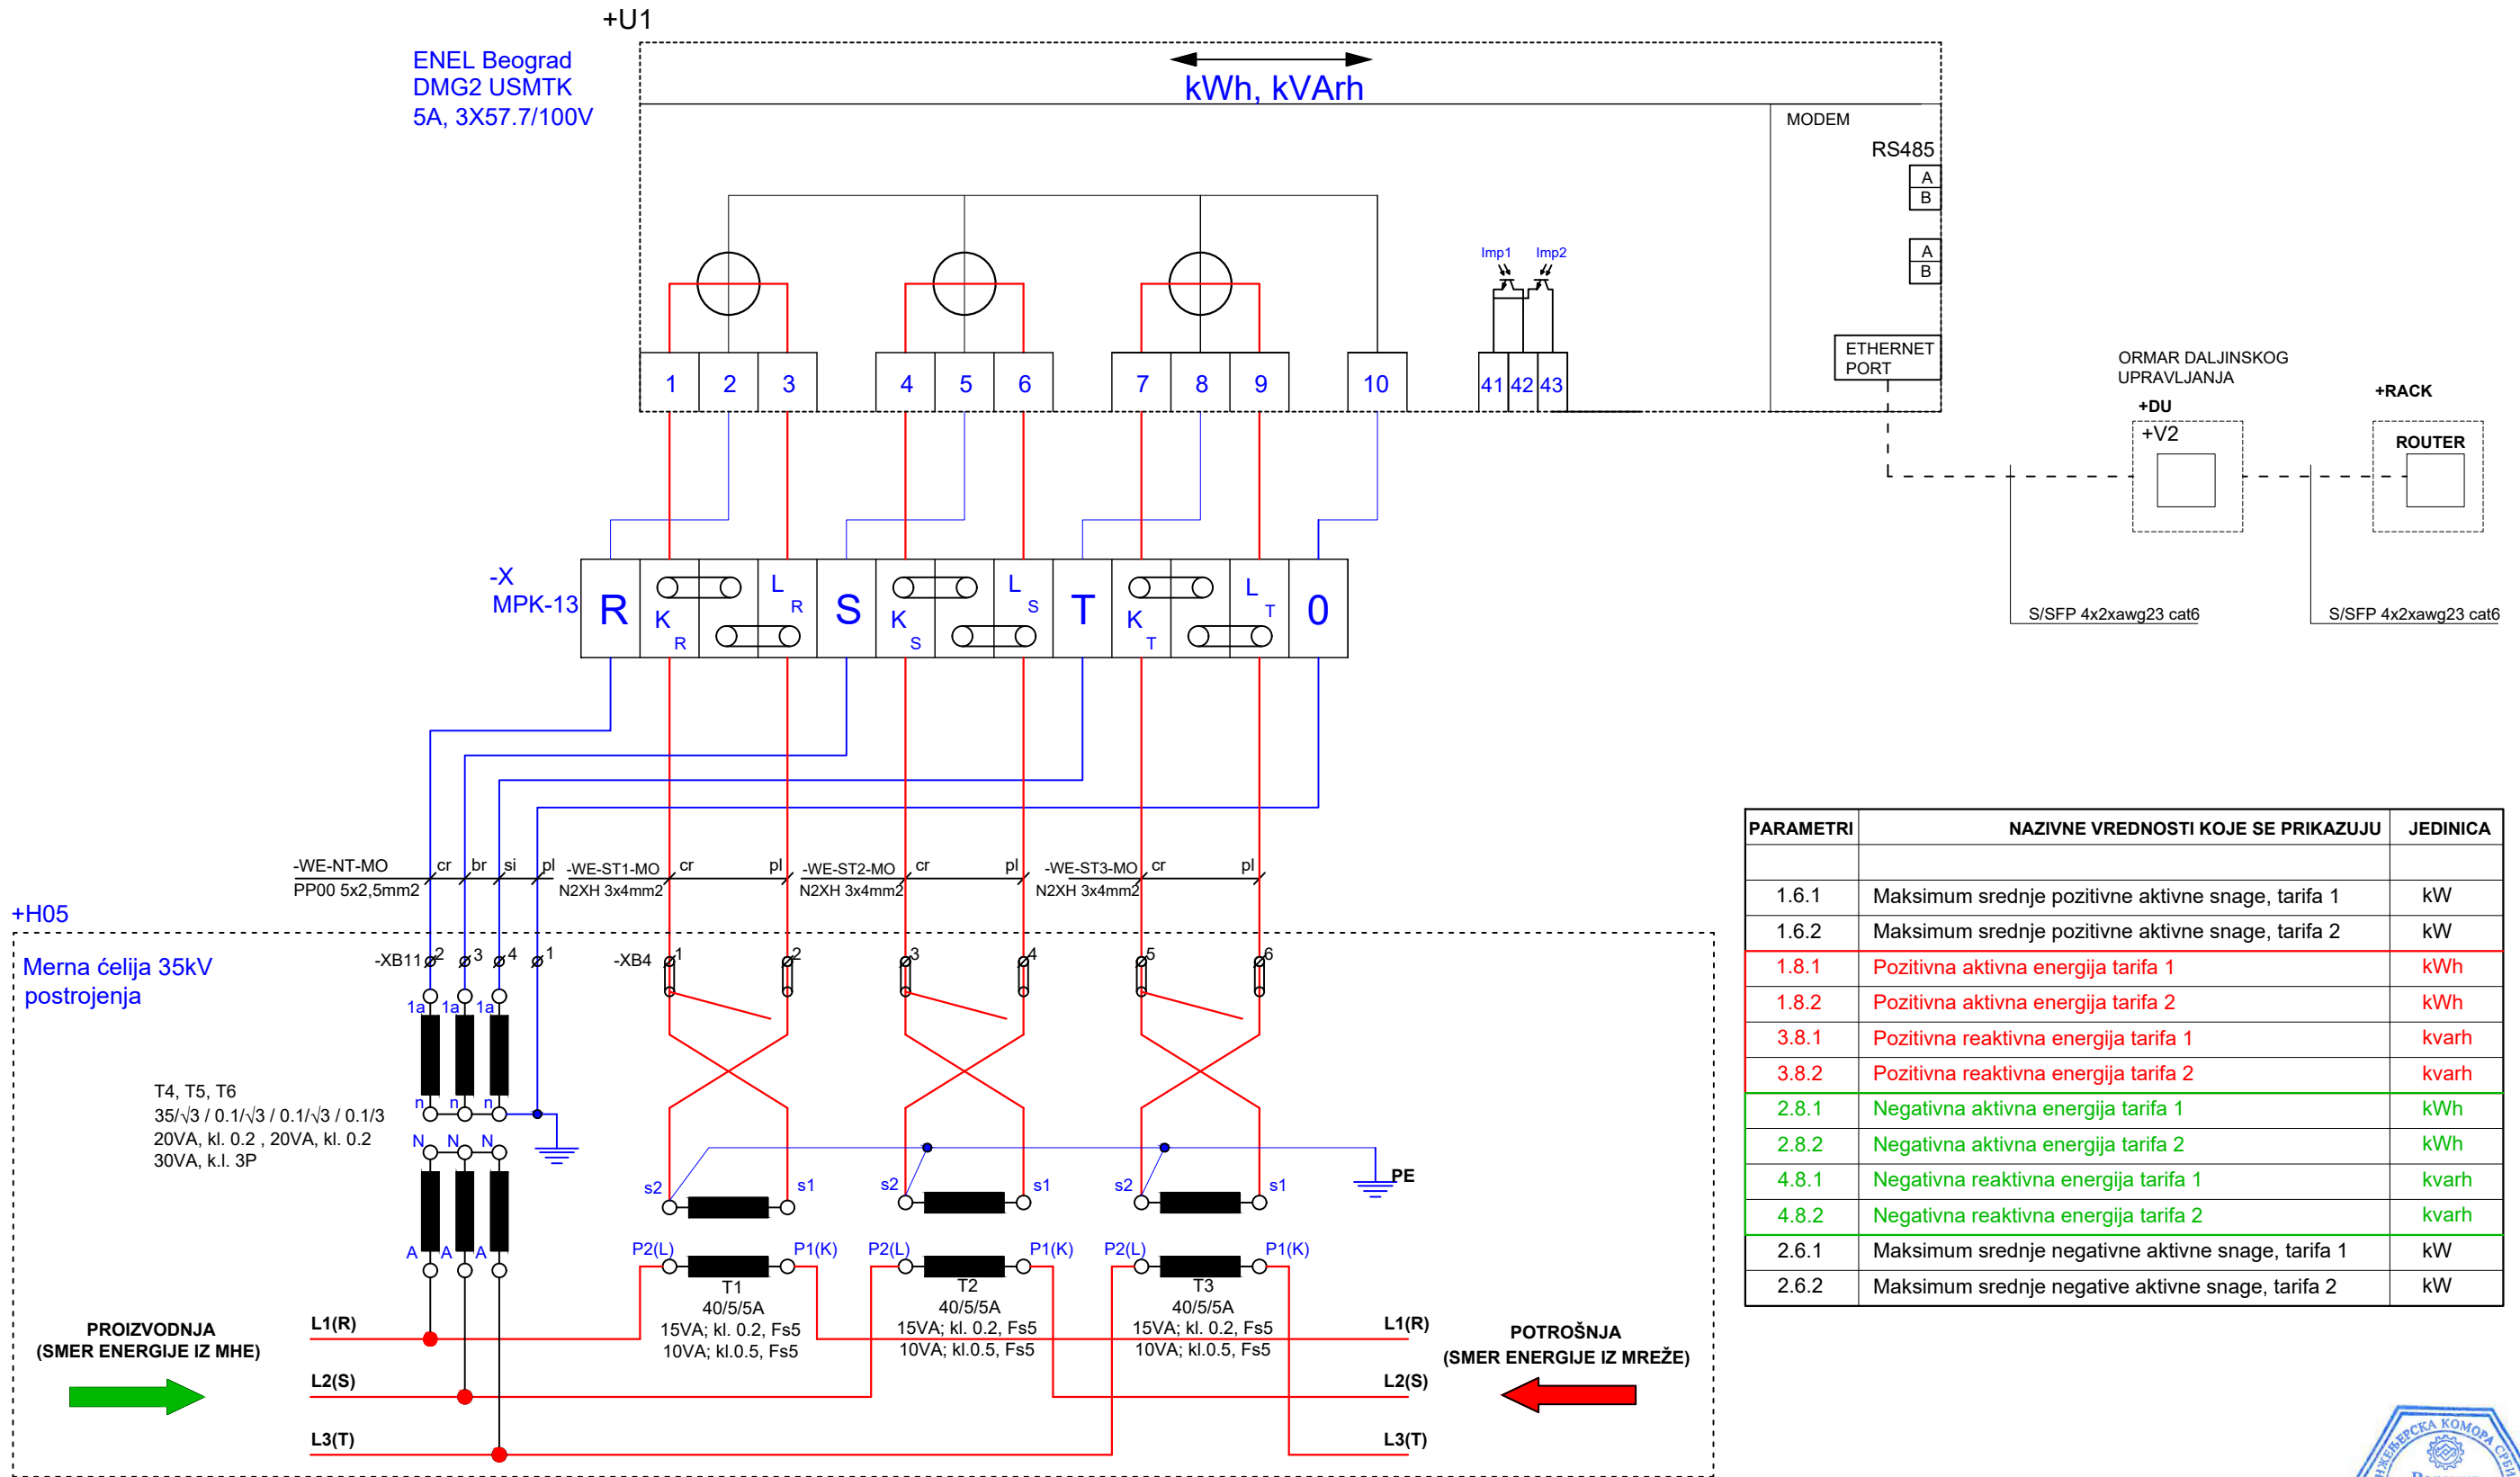 +U1
ENEL Beograd
DMG2 USMTK
5A, 3X57.7/100V
kWh, kVArh
MODEM
RS485
A
B
A
B
Imp1 Imp2
ETHERNET
PORT
1 2 3 4 5 6 7 8 9 10 41 42 43
ORMAR DALJINSKOG
UPRAVLJANJA
+DU
+V2
+RACK
ROUTER
S/SFP 4x2xawg23 cat6
S/SFP 4x2xawg23 cat6
-X
MPK-13
R K R L R S K S L S T K T L T 0
-WE-NT-MO cr br si pl
PP00 5x2,5mm2
-WE-ST1-MO cr pl
N2XH 3x4mm2
-WE-ST2-MO cr pl
N2XH 3x4mm2
-WE-ST3-MO cr pl
N2XH 3x4mm2
+H05
Merna ćelija 35kV
postrojenja
-XB11 2 3 4 1
-XB4 1 2 3 4 5 6
1a 1a 1a
n n n
N N N
A A A
T4, T5, T6
35/√3 / 0.1/√3 / 0.1/√3 / 0.1/3
20VA, kl. 0.2 , 20VA, kl. 0.2
30VA, k.l. 3P
s2 s1 s2 s1 s2 s1
PE
P2(L) P1(K) P2(L) P1(K) P2(L) P1(K)
T1
40/5/5A
15VA; kl. 0.2, Fs5
10VA; kl.0.5, Fs5
T2
40/5/5A
15VA; kl. 0.2, Fs5
10VA; kl.0.5, Fs5
T3
40/5/5A
15VA; kl. 0.2, Fs5
10VA; kl.0.5, Fs5
PROIZVODNJA
(SMER ENERGIJE IZ MHE)
L1(R)
L2(S)
L3(T)
L1(R)
L2(S)
L3(T)
POTROŠNJA
(SMER ENERGIJE IZ MREŽE)
PARAMETRI NAZIVNE VREDNOSTI KOJE SE PRIKAZUJU JEDINICA
1.6.1 Maksimum srednje pozitivne aktivne snage, tarifa 1 kW
1.6.2 Maksimum srednje pozitivne aktivne snage, tarifa 2 kW
1.8.1 Pozitivna aktivna energija tarifa 1 kWh
1.8.2 Pozitivna aktivna energija tarifa 2 kWh
3.8.1 Pozitivna reaktivna energija tarifa 1 kvarh
3.8.2 Pozitivna reaktivna energija tarifa 2 kvarh
2.8.1 Negativna aktivna energija tarifa 1 kWh
2.8.2 Negativna aktivna energija tarifa 2 kWh
4.8.1 Negativna reaktivna energija tarifa 1 kvarh
4.8.2 Negativna reaktivna energija tarifa 2 kvarh
2.6.1 Maksimum srednje negativne aktivne snage, tarifa 1 kW
2.6.2 Maksimum srednje negative aktivne snage, tarifa 2 kW
КОМОРА